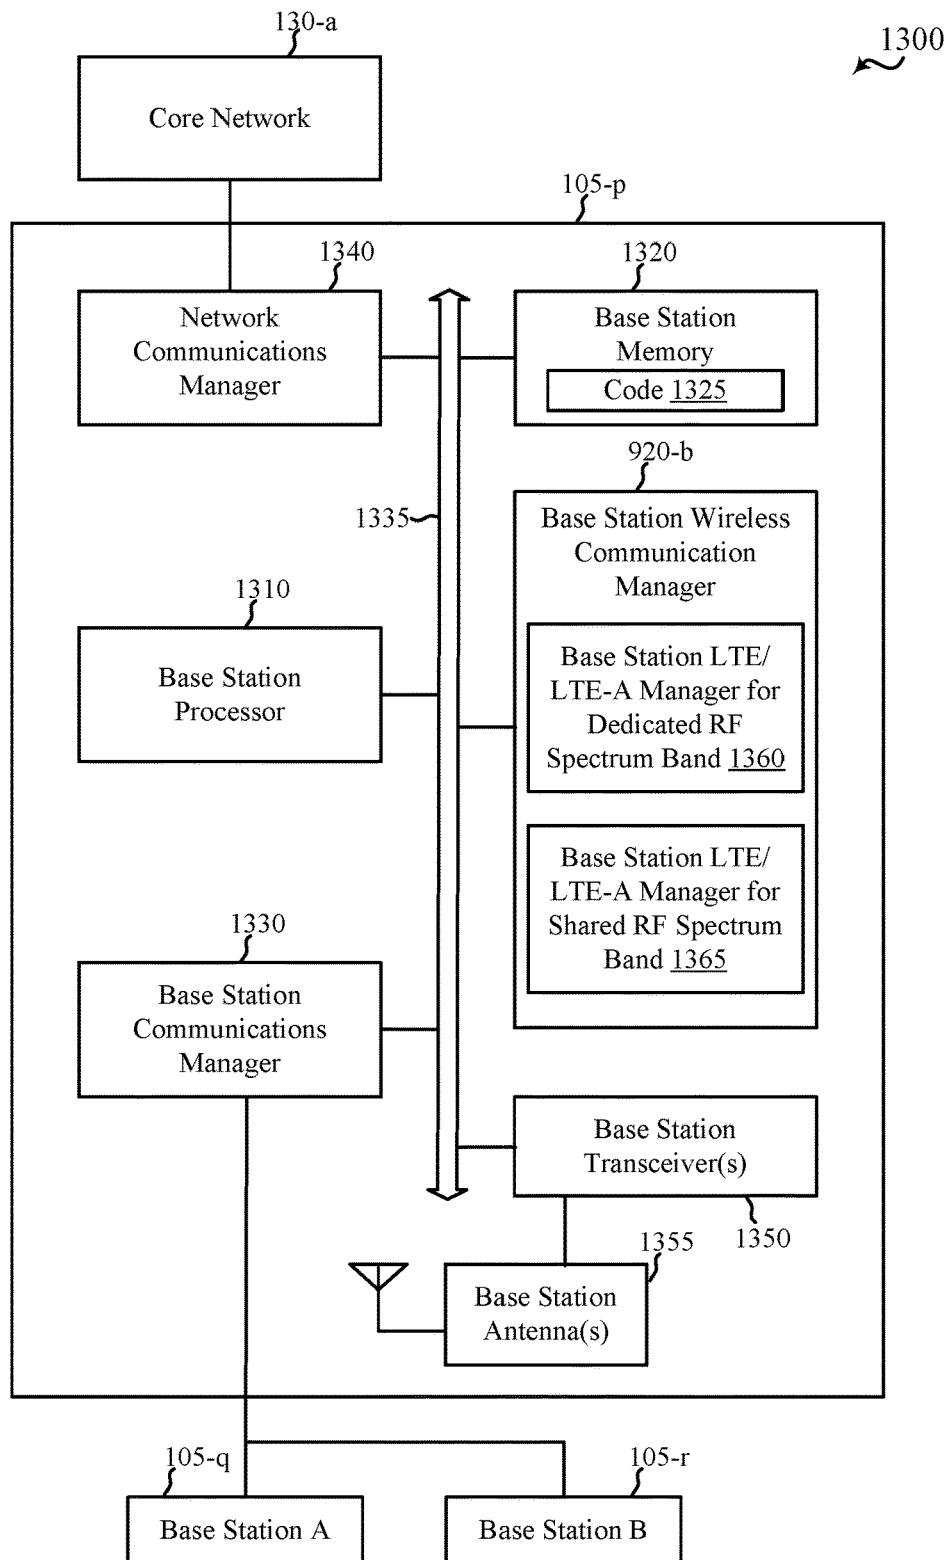 130-a
1300
Core Network
105-p
1340
Network
Communications
Manager
1320
Base Station
Memory
Code 1325
920-b
1335
Base Station Wireless
Communication
Manager
1310
Base Station
Processor
Base Station LTE/
LTE-A Manager for
Dedicated RF
Spectrum Band 1360
Base Station LTE/
LTE-A Manager for
Shared RF Spectrum
Band 1365
1330
Base Station
Communications
Manager
Base Station
Transceiver(s)
1350
1355
Base Station
Antenna(s)
105-q
105-r
Base Station A
Base Station B